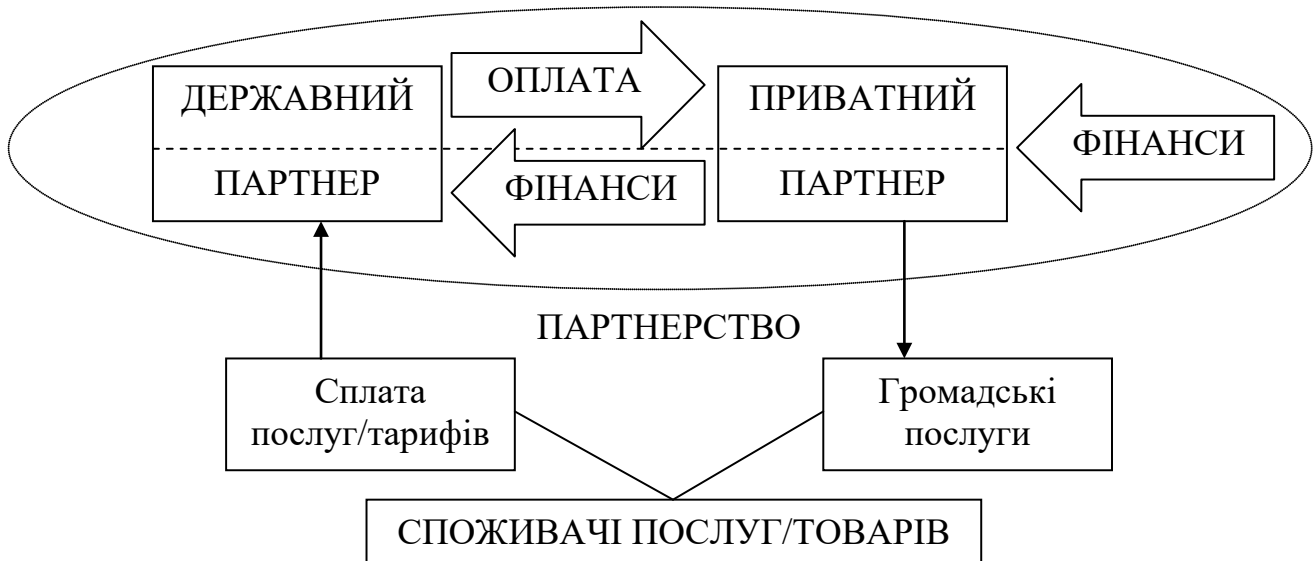 ОПЛАТА
ДЕРЖАВНИЙ
ПАРТНЕР
ПРИВАТНИЙ
ПАРТНЕР
ФІНАНСИ
ФІНАНСИ
ПАРТНЕРСТВО
Сплата
послуг/тарифів
Громадські
послуги
СПОЖИВАЧІ ПОСЛУГ/ТОВАРІВ